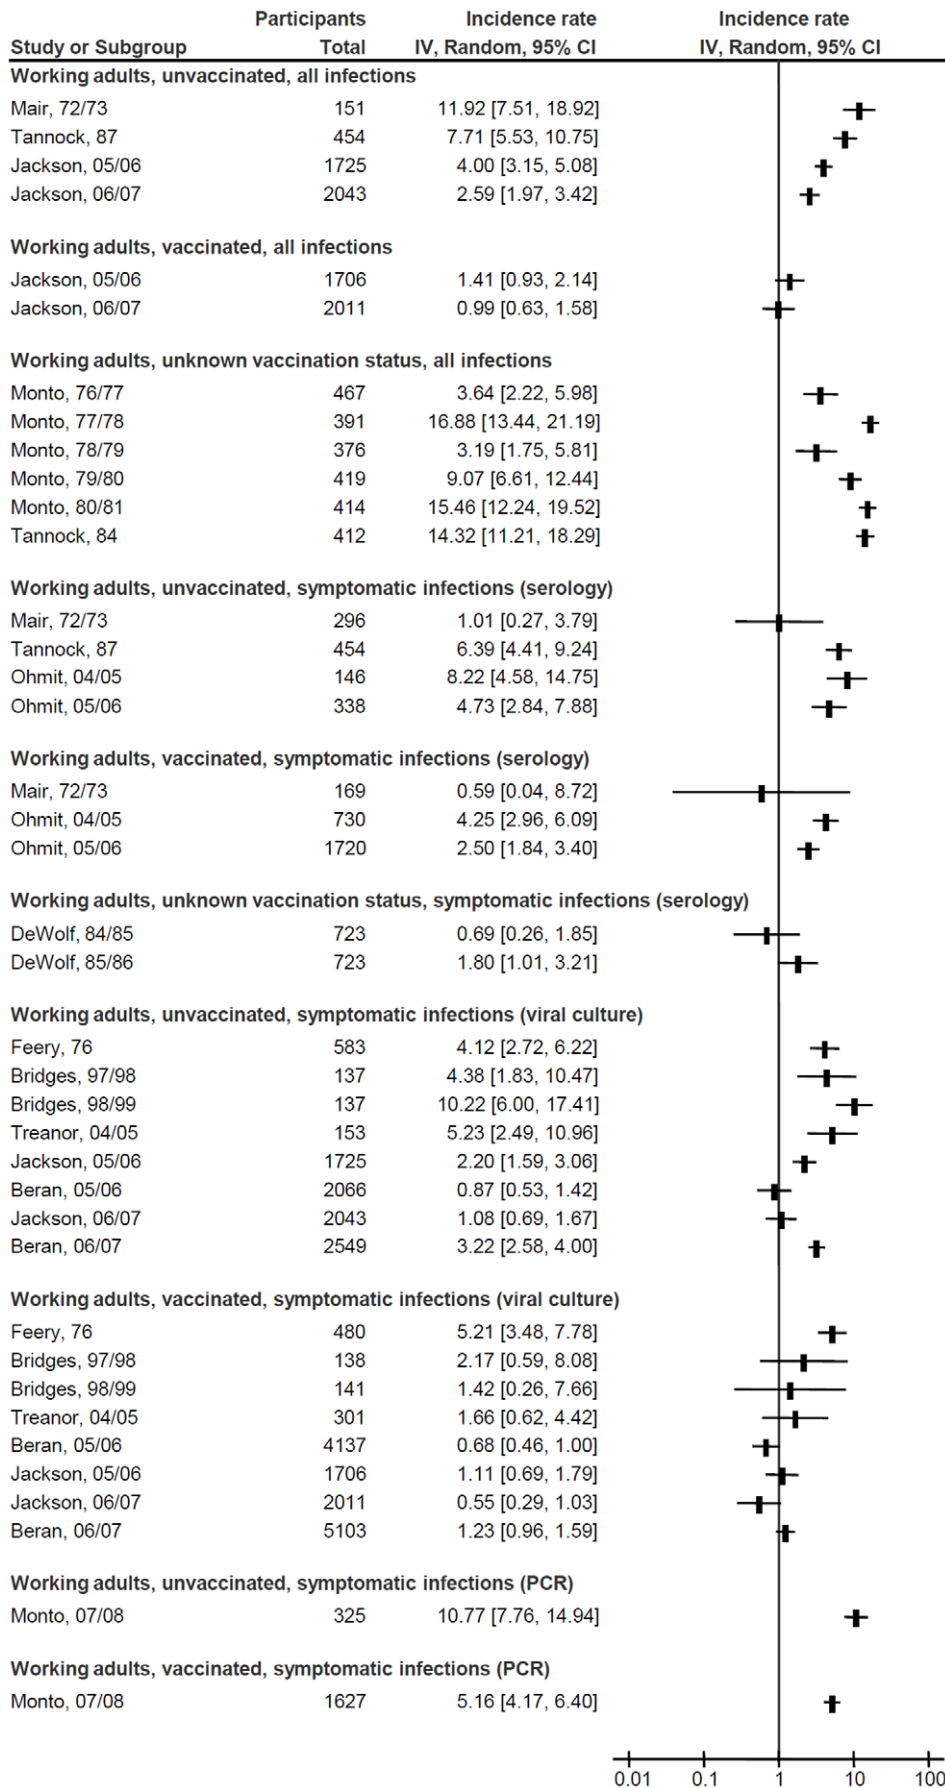 Participants Incidence rate Incidence rate
Study or Subgroup Total IV, Random, 95% CI IV, Random, 95% CI
Working adults, unvaccinated, all infections
Mair, 72/73 151 11.92 [7.51, 18.92]
Tannock, 87 454 7.71 [5.53, 10.75]
Jackson, 05/06 1725 4.00 [3.15, 5.08]
Jackson, 06/07 2043 2.59 [1.97, 3.42]
Working adults, vaccinated, all infections
Jackson, 05/06 1706 1.41 [0.93, 2.14]
Jackson, 06/07 2011 0.99 [0.63, 1.58]
Working adults, unknown vaccination status, all infections
Monto, 76/77 467 3.64 [2.22, 5.98]
Monto, 77/78 391 16.88 [13.44, 21.19]
Monto, 78/79 376 3.19 [1.75, 5.81]
Monto, 79/80 419 9.07 [6.61, 12.44]
Monto, 80/81 414 15.46 [12.24, 19.52]
Tannock, 84 412 14.32 [11.21, 18.29]
Working adults, unvaccinated, symptomatic infections (serology)
Mair, 72/73 296 1.01 [0.27, 3.79]
Tannock, 87 454 6.39 [4.41, 9.24]
Ohmit, 04/05 146 8.22 [4.58, 14.75]
Ohmit, 05/06 338 4.73 [2.84, 7.88]
Working adults, vaccinated, symptomatic infections (serology)
Mair, 72/73 169 0.59 [0.04, 8.72]
Ohmit, 04/05 730 4.25 [2.96, 6.09]
Ohmit, 05/06 1720 2.50 [1.84, 3.40]
Working adults, unknown vaccination status, symptomatic infections (serology)
DeWolf, 84/85 723 0.69 [0.26, 1.85]
DeWolf, 85/86 723 1.80 [1.01, 3.21]
Working adults, unvaccinated, symptomatic infections (viral culture)
Feery, 76 583 4.12 [2.72, 6.22]
Bridges, 97/98 137 4.38 [1.83, 10.47]
Bridges, 98/99 137 10.22 [6.00, 17.41]
Treanor, 04/05 153 5.23 [2.49, 10.96]
Jackson, 05/06 1725 2.20 [1.59, 3.06]
Beran, 05/06 2066 0.87 [0.53, 1.42]
Jackson, 06/07 2043 1.08 [0.69, 1.67]
Beran, 06/07 2549 3.22 [2.58, 4.00]
Working adults, vaccinated, symptomatic infections (viral culture)
Feery, 76 480 5.21 [3.48, 7.78]
Bridges, 97/98 138 2.17 [0.59, 8.08]
Bridges, 98/99 141 1.42 [0.26, 7.66]
Treanor, 04/05 301 1.66 [0.62, 4.42]
Beran, 05/06 4137 0.68 [0.46, 1.00]
Jackson, 05/06 1706 1.11 [0.69, 1.79]
Jackson, 06/07 2011 0.55 [0.29, 1.03]
Beran, 06/07 5103 1.23 [0.96, 1.59]
Working adults, unvaccinated, symptomatic infections (PCR)
Monto, 07/08 325 10.77 [7.76, 14.94]
Working adults, vaccinated, symptomatic infections (PCR)
Monto, 07/08 1627 5.16 [4.17, 6.40]
0.01 0.1 1 10 100